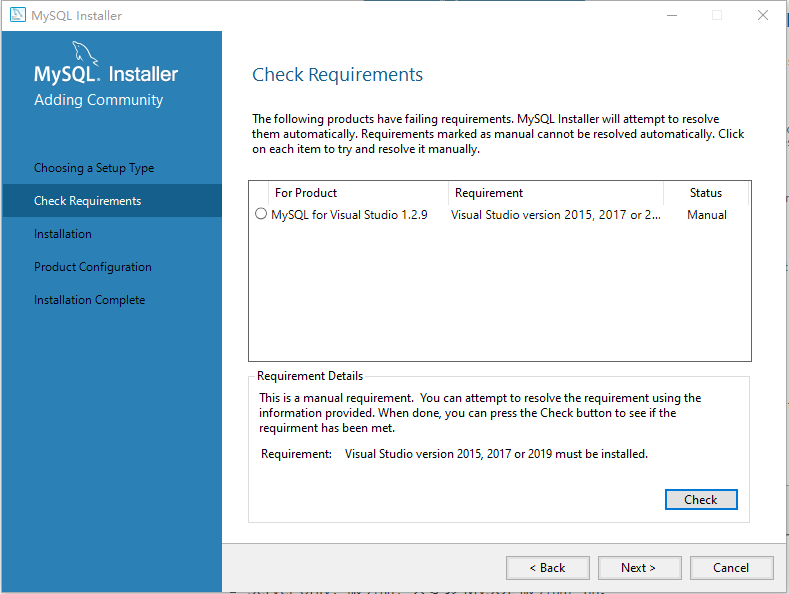 MySQL Installer
MySQL. Installer
Adding Community
Choosing a Setup Type
Check Requirements
Installation
Product Configuration
Installation Complete
Check Requirements
The following products have failing requirements. MySQL Installer will attempt to resolve
them automatically. Requirements marked as manual cannot be resolved automatically. Click
on each item to try and resolve it manually.
For Product Requirement Status
MySQL for Visual Studio 1.2.9 Visual Studio version 2015, 2017 or 2... Manual
Requirement Details
This is a manual requirement. You can attempt to resolve the requirement using the
information provided. When done, you can press the Check button to see if the
requirment has been met.
Requirement: Visual Studio version 2015, 2017 or 2019 must be installed.
Check
< Back Next > Cancel